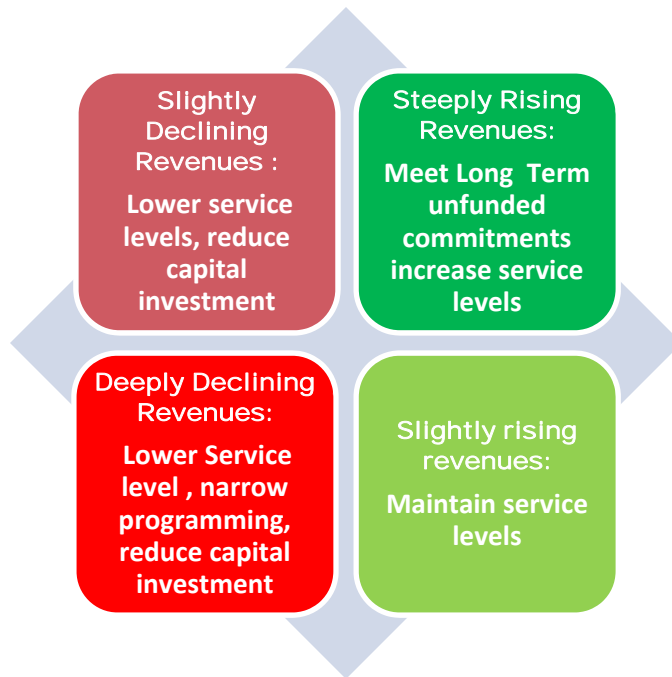 Slightly
Declining
Revenues :
Lower service
levels, reduce
capital
investment
Steeply Rising
Revenues:
Meet Long  Term
unfunded
commitments
increase service
levels
Deeply Declining
Revenues:
Lower Service
level , narrow
programming,
reduce capital
investment
Slightly rising
revenues:
Maintain service
levels